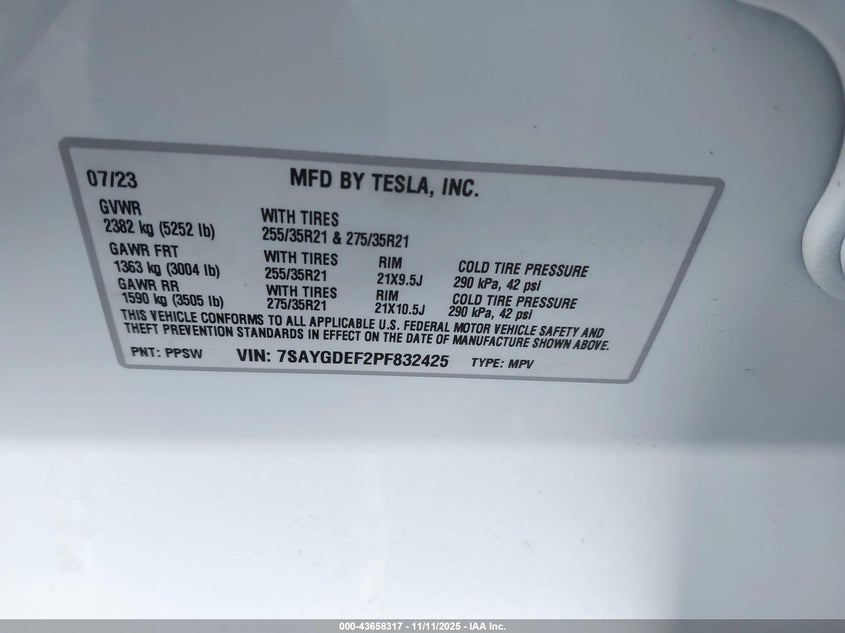 07/23 MFD BY TESLA, INC.
GVWR
2382 kg (5252 lb)
WITH TIRES
255/35R21 & 275/35R21
GAWR FRT
1363 kg (3004 lb)
WITH TIRES
255/35R21
RIM
21X9.5J
COLD TIRE PRESSURE
290 kPa, 42 psi
GAWR RR
1590 kg (3505 lb)
WITH TIRES
275/35R21
RIM
21X10.5J
COLD TIRE PRESSURE
290 kPa, 42 psi
THIS VEHICLE CONFORMS TO ALL APPLICABLE U.S. FEDERAL MOTOR VEHICLE SAFETY AND
THEFT PREVENTION STANDARDS IN EFFECT ON THE DATE OF MANUFACTURE SHOWN ABOVE.
PNT: PPSW VIN: 7SAYGDEF2PF832425 TYPE: MPV
000-43658317 - 11/11/2025 - IAA Inc.